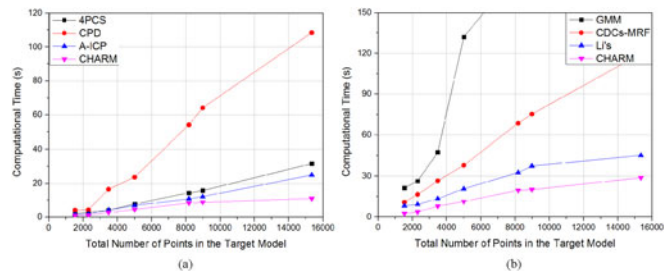 120
100
80
60
40
20
0
Computational Time (s)
4PCS
CPD
A-ICP
CHARM
0 2000 4000 6000 8000 10000 12000 14000 16000
Total Number of Points in the Target Model
(a)
150
120
90
60
30
0
Computational Time (s)
GMM
CDCs-MRF
Li's
CHARM
0 2000 4000 6000 8000 10000 12000 14000 16000
Total Number of Points in the Target Model
(b)